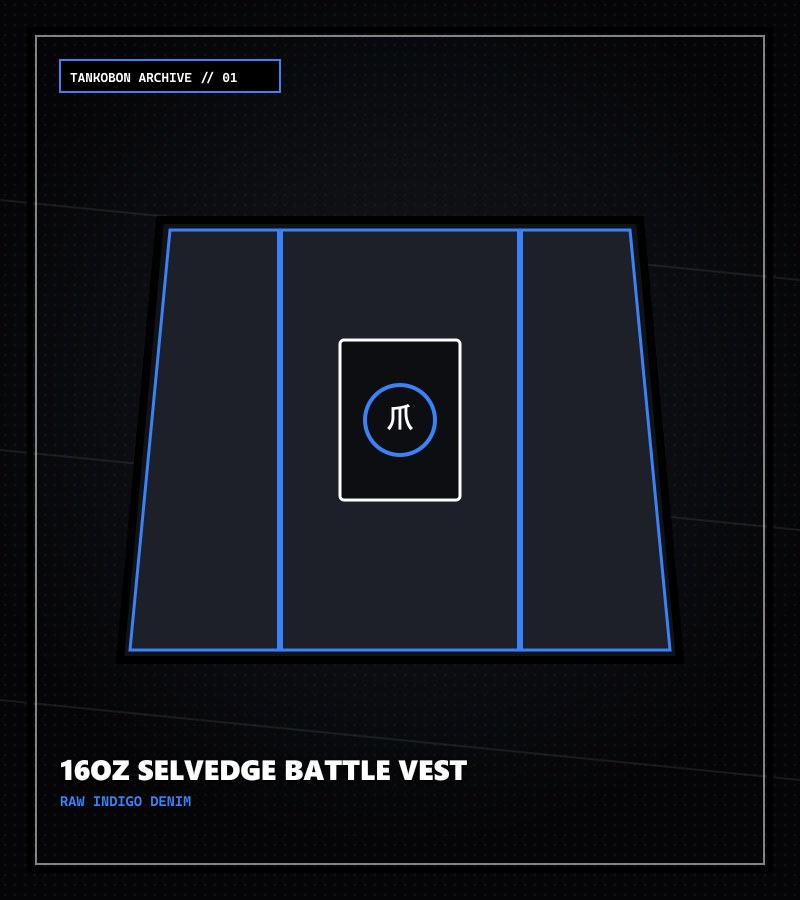 TANKOBON ARCHIVE // 01
爪
16OZ SELVEDGE BATTLE VEST
RAW INDIGO DENIM